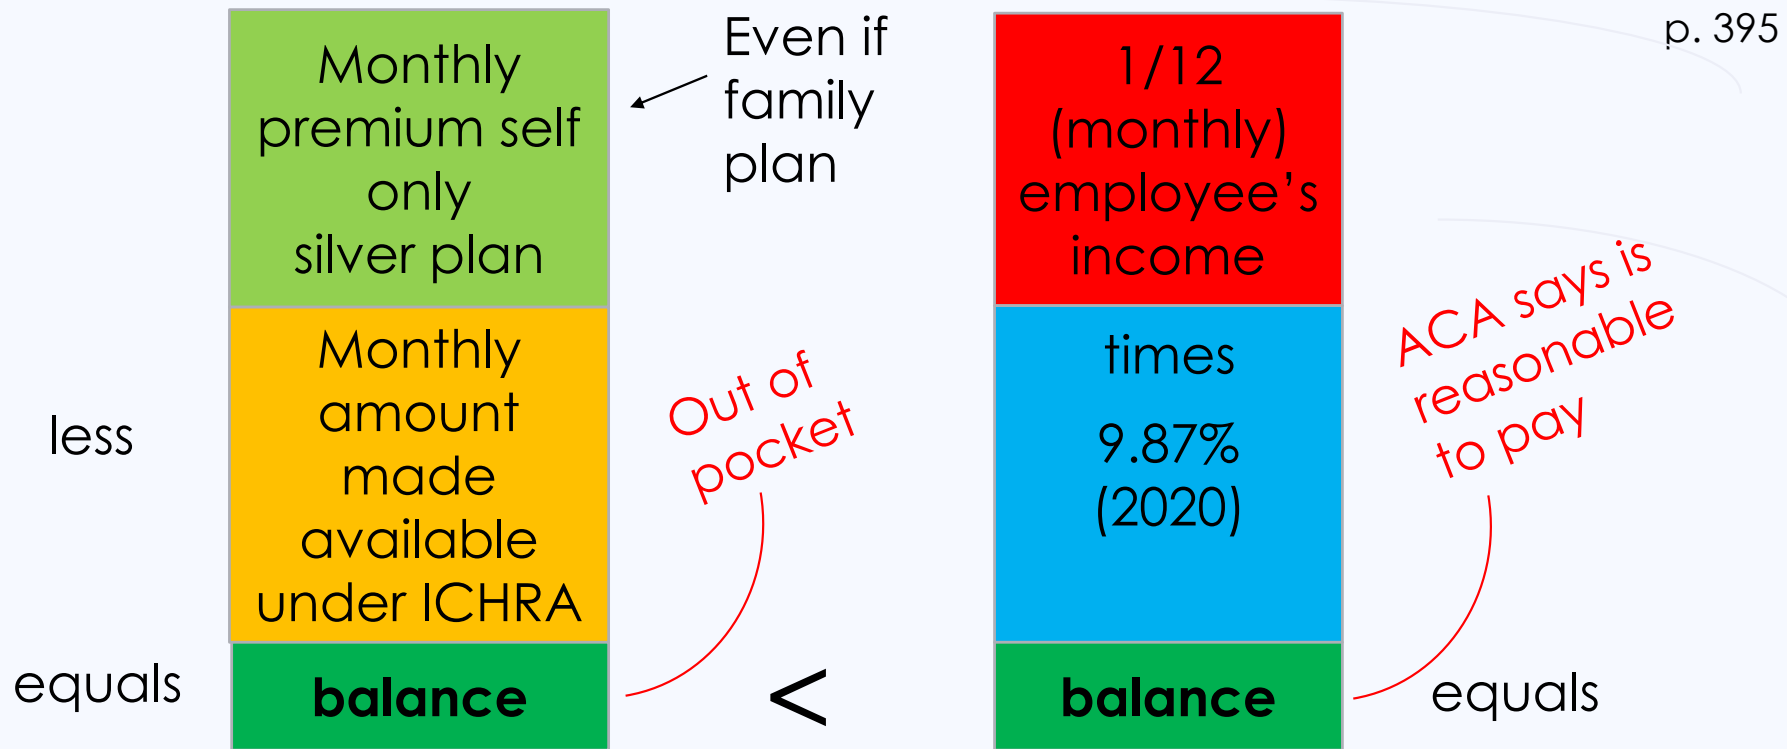 p. 395
Monthly
premium self
only
silver plan
Even if
family
plan
1/12
(monthly)
employee's
income
less
Monthly
amount
made
available
under ICHRA
Out of
pocket
times
9.87%
(2020)
ACA says is
reasonable
to pay
equals
balance
<
balance
equals